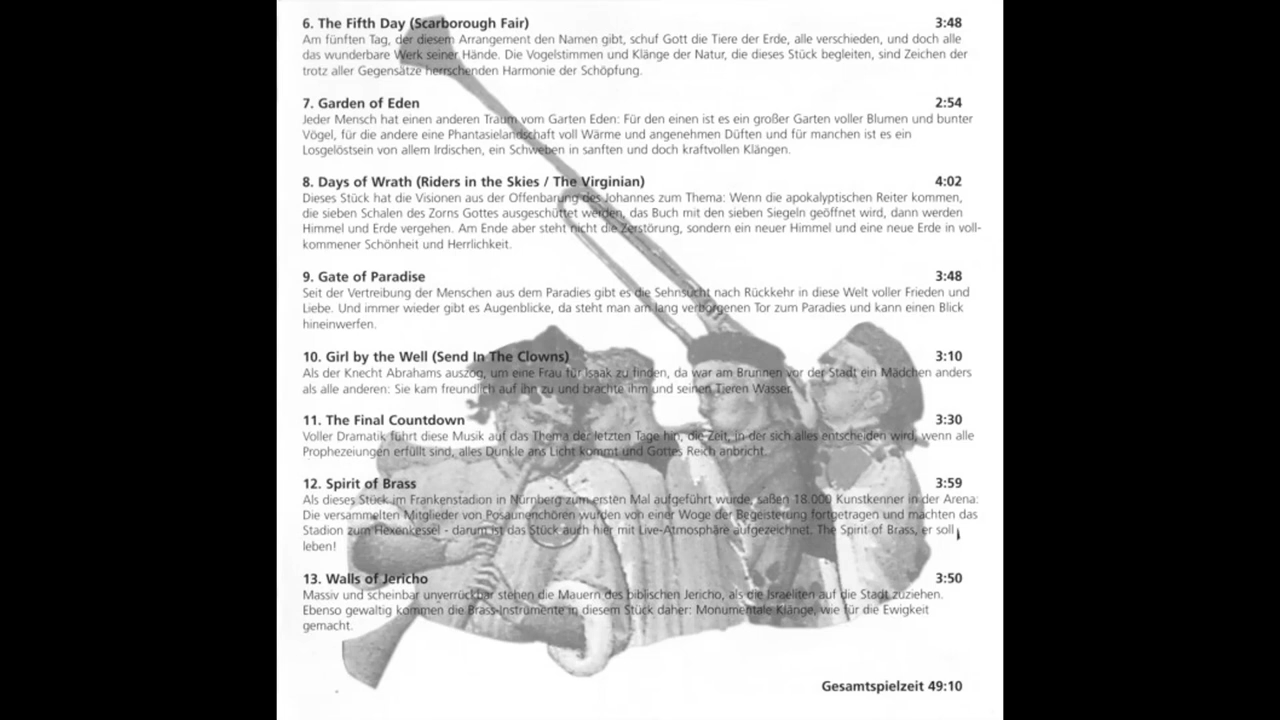 6. The Fifth Day (Scarborough Fair) 3:48
Am fünften Tag, der diesem Arrangement den Namen gibt, schuf Gott die Tiere der Erde, alle verschieden, und doch alle
das wunderbare Werk seiner Hände. Die Vogelstimmen und Klänge der Natur, die dieses Stück begleiten, sind Zeichen der
trotz aller Gegensätze herrschenden Harmonie der Schöpfung.
7. Garden of Eden 2:54
Jeder Mensch hat einen anderen Traum vom Garten Eden: Für den einen ist es ein großer Garten voller Blumen und bunter
Vögel, für die andere eine Phantasielandschaft voll Wärme und angenehmen Düften und für manchen ist es ein
Losgelöstsein von allem Irdischen, ein Schweben in sanften und doch kraftvollen Klängen.
8. Days of Wrath (Riders in the Skies / The Virginian) 4:02
Dieses Stück hat die Visionen aus der Offenbarung des Johannes zum Thema: Wenn die apokalyptischen Reiter kommen,
die sieben Schalen des Zorns Gottes ausgeschüttet werden, das Buch mit den sieben Siegeln geöffnet wird, dann werden
Himmel und Erde vergehen. Am Ende aber steht nicht die Zerstörung, sondern ein neuer Himmel und eine neue Erde in voll-
kommener Schönheit und Herrlichkeit.
9. Gate of Paradise 3:48
Seit der Vertreibung der Menschen aus dem Paradies gibt es die Sehnsucht nach Rückkehr in diese Welt voller Frieden und
Liebe. Und immer wieder gibt es Augenblicke, da steht man am lang verborgenen Tor zum Paradies und kann einen Blick
hineinwerfen.
10. Girl by the Well (Send In The Clowns) 3:10
Als der Knecht Abrahams auszog, um eine Frau für Isaak zu finden, da war am Brunnen vor der Stadt ein Mädchen anders
als alle anderen: Sie kam freundlich auf ihn zu und brachte ihm und seinen Tieren Wasser.
11. The Final Countdown 3:30
Voller Dramatik führt diese Musik auf das Thema der letzten Tage hin, die Zeit, in der sich alles entscheiden wird, wenn alle
Prophezeiungen erfüllt sind, alles Dunkle ans Licht kommt und Gottes Reich anbricht.
12. Spirit of Brass 3:59
Als dieses Stück im Frankenstadion in Nürnberg zum ersten Mal aufgeführt wurde, saßen 18.000 Kunstkenner in der Arena:
Die versammelten Mitglieder von Posaunenchören wurden von einer Woge der Begeisterung fortgetragen und machten das
Stadion zum Hexenkessel - darum ist das Stück auch hier mit Live-Atmosphäre aufgezeichnet. The Spirit of Brass, er soll
leben!
13. Walls of Jericho 3:50
Massiv und scheinbar unverrückbar stehen die Mauern des biblischen Jericho, als die Israeliten auf die Stadt zuziehen.
Ebenso gewaltig kommen die Brass-Instrumente in diesem Stück daher: Monumentale Klänge, wie für die Ewigkeit
gemacht.
Gesamtspielzeit 49:10